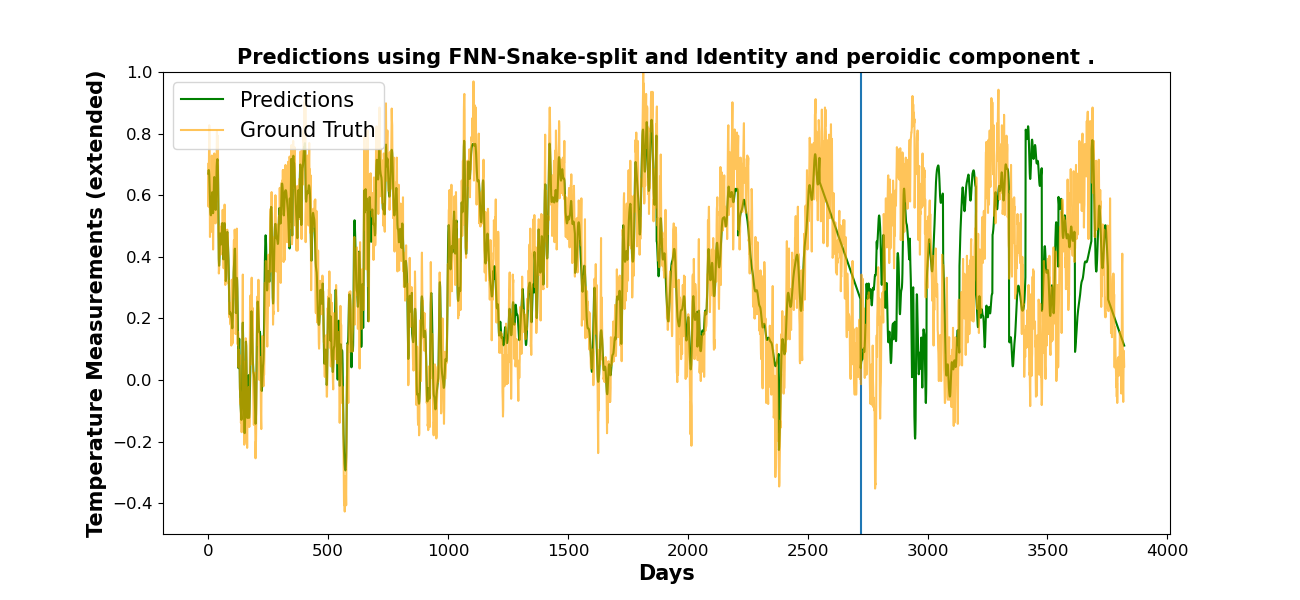 Predictions using FNN-Snake-split and Identity and peroidic component .
Temperature Measurements (extended)
1.0
0.8
0.6
0.4
0.2
0.0
−0.2
−0.4
Predictions
Ground Truth
0 500 1000 1500 2000 2500 3000 3500 4000
Days